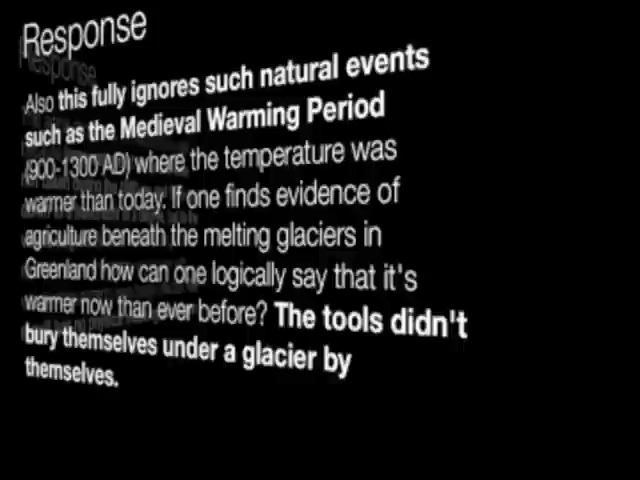 Response
Response
Also this fully ignores such natural events
such as the Medieval Warming Period
(900-1300 AD) where the temperature was
warmer than today. If one finds evidence of
agriculture beneath the melting glaciers in
Greenland how can one logically say that it's
warmer now than ever before? The tools didn't
bury themselves under a glacier by
themselves.